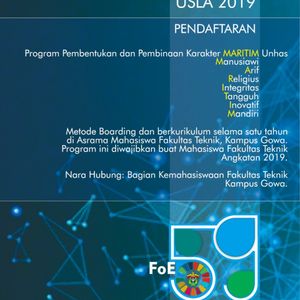 USLA 2019
PENDAFTARAN
Program Pembentukan dan Pembinaan Karakter MARITIM Unhas
Manusiawi
Arif
Religius
Integritas
Tangguh
Inovatif
Mandiri
Metode Boarding dan berkurikulum selama satu tahun
di Asrama Mahasiswa Fakultas Teknik, Kampus Gowa.
Program ini diwajibkan buat Mahasiswa Fakultas Teknik
Angkatan 2019.
Nara Hubung: Bagian Kemahasiswaan Fakultas Teknik
Kampus Gowa.
FoE